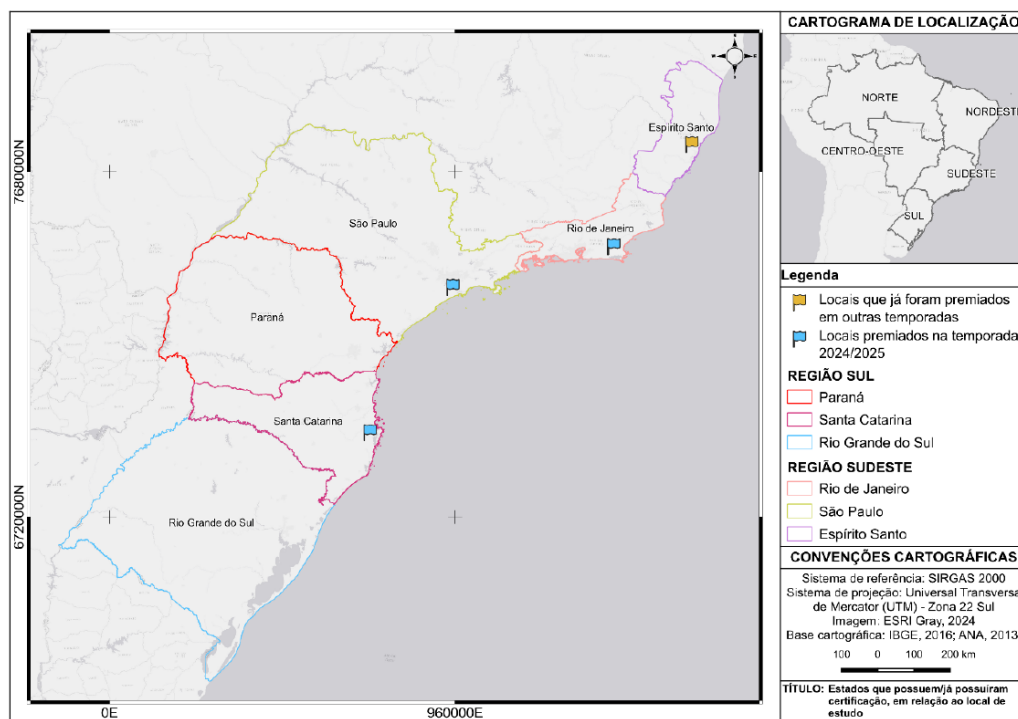 Espírito Santo
São Paulo
Rio de Janeiro
Paraná
Santa Catarina
Rio Grande do Sul
7680000N
6720000N
0E
960000E
N
CARTOGRAMA DE LOCALIZAÇÃO
NORTE
NORDESTE
CENTRO-OESTE
SUDESTE
SUL
Legenda
Locais que já foram premiados
em outras temporadas
Locais premiados na temporada
2024/2025
REGIÃO SUL
Paraná
Santa Catarina
Rio Grande do Sul
REGIÃO SUDESTE
Rio de Janeiro
São Paulo
Espírito Santo
CONVENÇÕES CARTOGRÁFICAS
Sistema de referência: SIRGAS 2000
Sistema de projeção: Universal Transversa
de Mercator (UTM) - Zona 22 Sul
Imagem: ESRI Gray, 2024
Base cartográfica: IBGE, 2016; ANA, 2013
100 0 100 200 km
TÍTULO: Estados que possuem/já possuíram
certificação, em relação ao local de
estudo